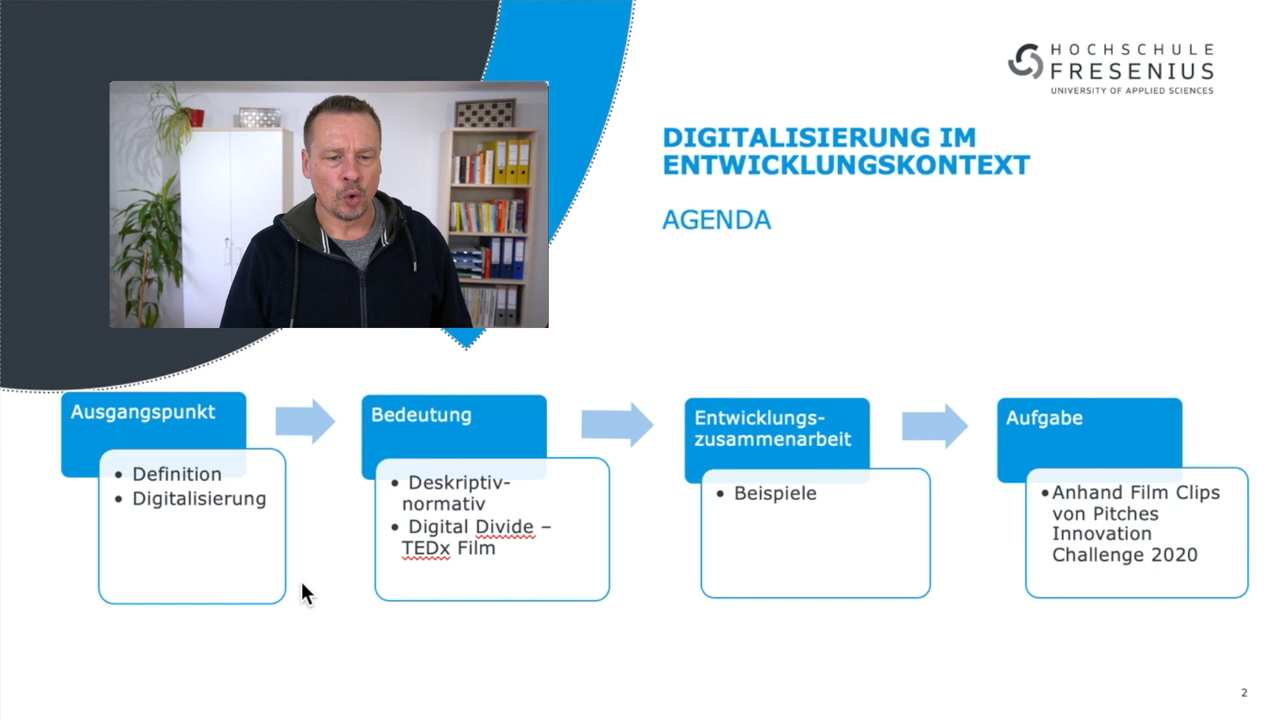 HOCHSCHULE
FRESENIUS
UNIVERSITY OF APPLIED SCIENCES
DIGITALISIERUNG IM
ENTWICKLUNGSKONTEXT
AGENDA
Ausgangspunkt
• Definition
• Digitalisierung
Bedeutung
• Deskriptiv-
normativ
• Digital Divide –
TEDx Film
Entwicklungs-
zusammenarbeit
• Beispiele
Aufgabe
• Anhand Film Clips
von Pitches
Innovation
Challenge 2020
2